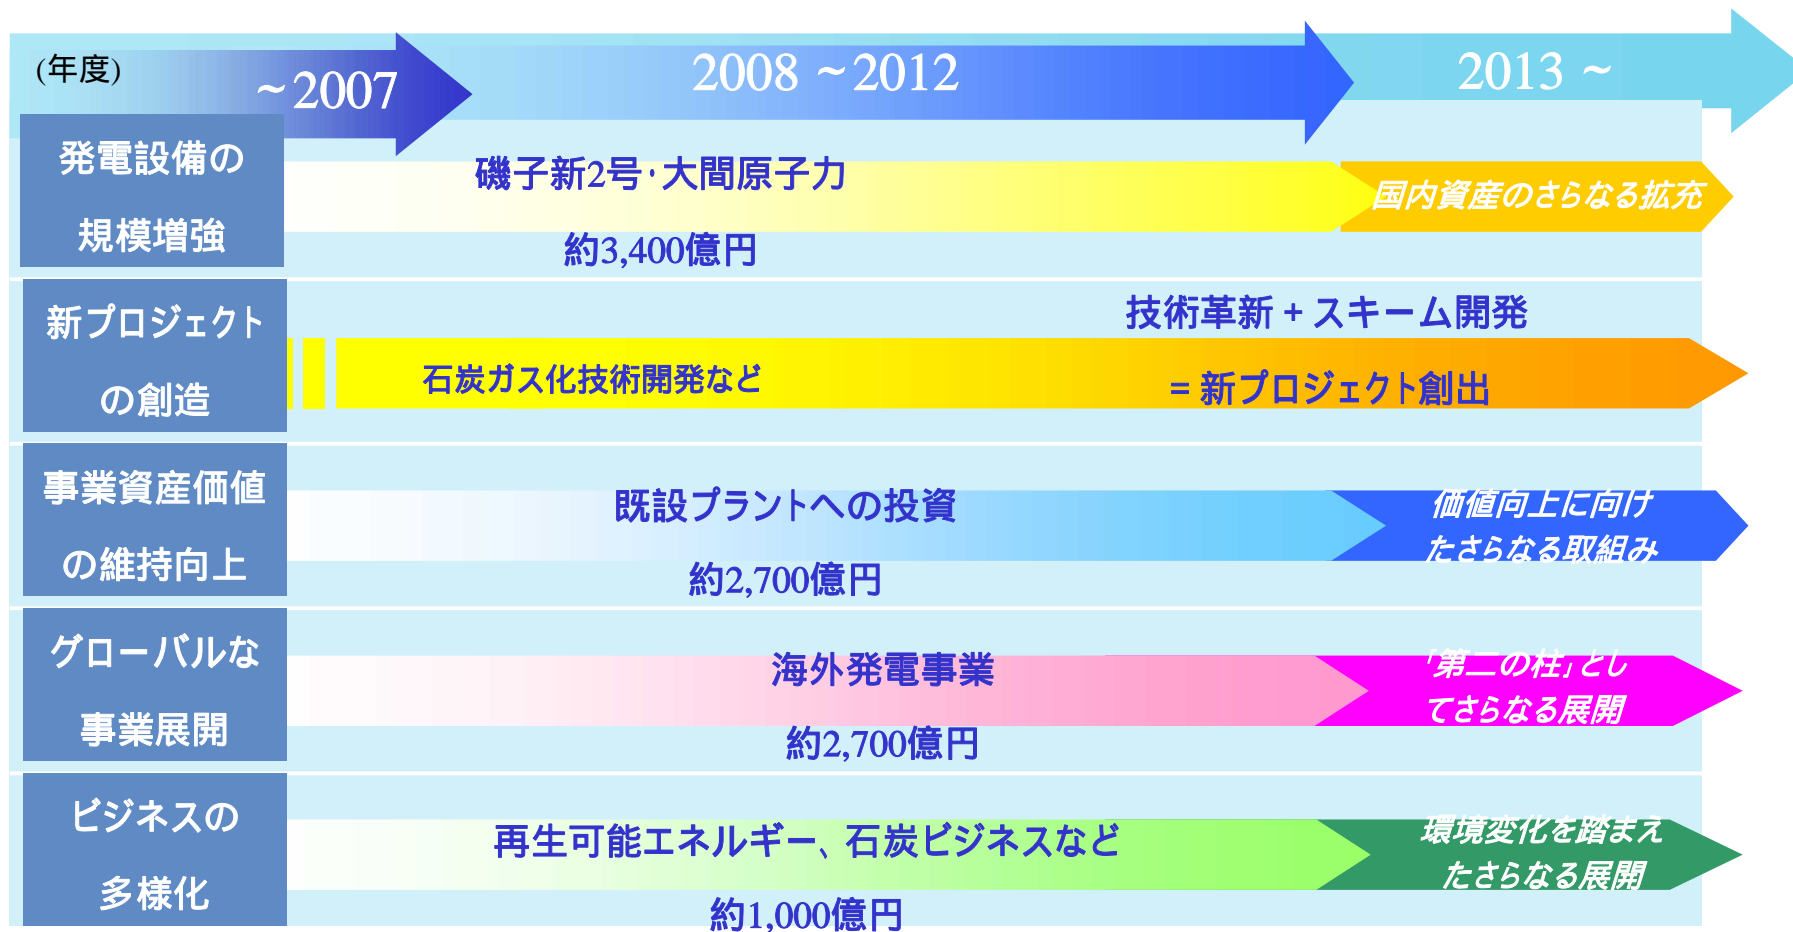 (年度)
~2007
2008 ~2012
2013 ~
発電設備の
規模増強
磯子新2号･大間原子力
約3,400億円
国内資産のさらなる拡充
新プロジェクト
の創造
石炭ガス化技術開発など
技術革新 + スキーム開発
= 新プロジェクト創出
事業資産価値
の維持向上
既設プラントへの投資
約2,700億円
価値向上に向け
たさらなる取組み
グローバルな
事業展開
海外発電事業
約2,700億円
｢第二の柱｣とし
てさらなる展開
ビジネスの
多様化
再生可能エネルギー、石炭ビジネスなど
約1,000億円
環境変化を踏まえ
たさらなる展開